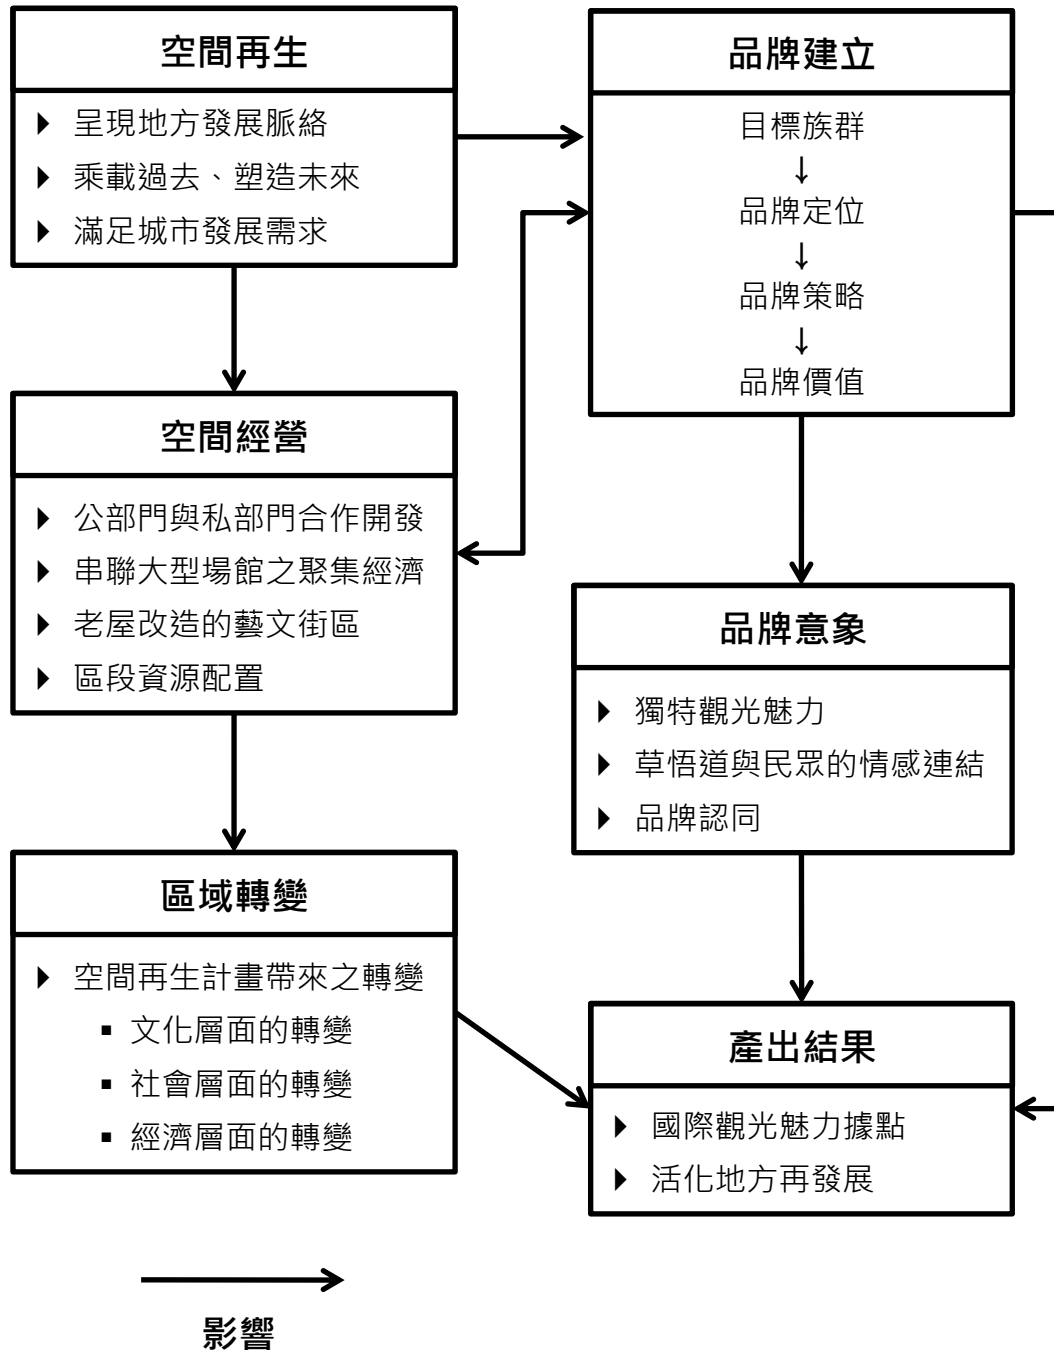 空間再生
▶ 呈現地方發展脈絡
▶ 乘載過去、塑造未來
▶ 滿足城市發展需求
空間經營
▶ 公部門與私部門合作開發
▶ 串聯大型場館之聚集經濟
▶ 老屋改造的藝文街區
▶ 區段資源配置
區域轉變
▶ 空間再生計畫帶來之轉變
▪ 文化層面的轉變
▪ 社會層面的轉變
▪ 經濟層面的轉變
品牌建立
目標族群
↓
品牌定位
↓
品牌策略
↓
品牌價值
品牌意象
▶ 獨特觀光魅力
▶ 草悟道與民眾的情感連結
▶ 品牌認同
產出結果
▶ 國際觀光魅力據點
▶ 活化地方再發展
影響